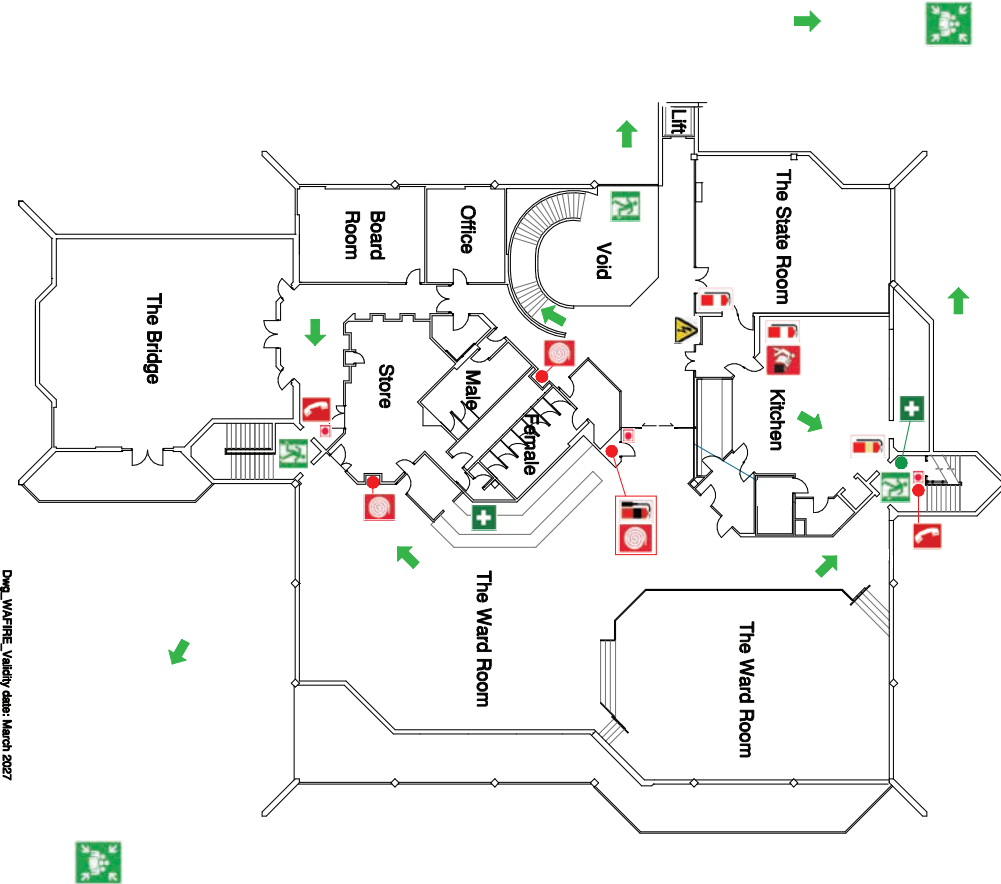 Lift
The State Room
Board
Room
Office
Void
The Bridge
Store
Male
Female
Kitchen
The Ward Room
The Ward Room
Dwg_WAFIRE_Validity date: March 2027